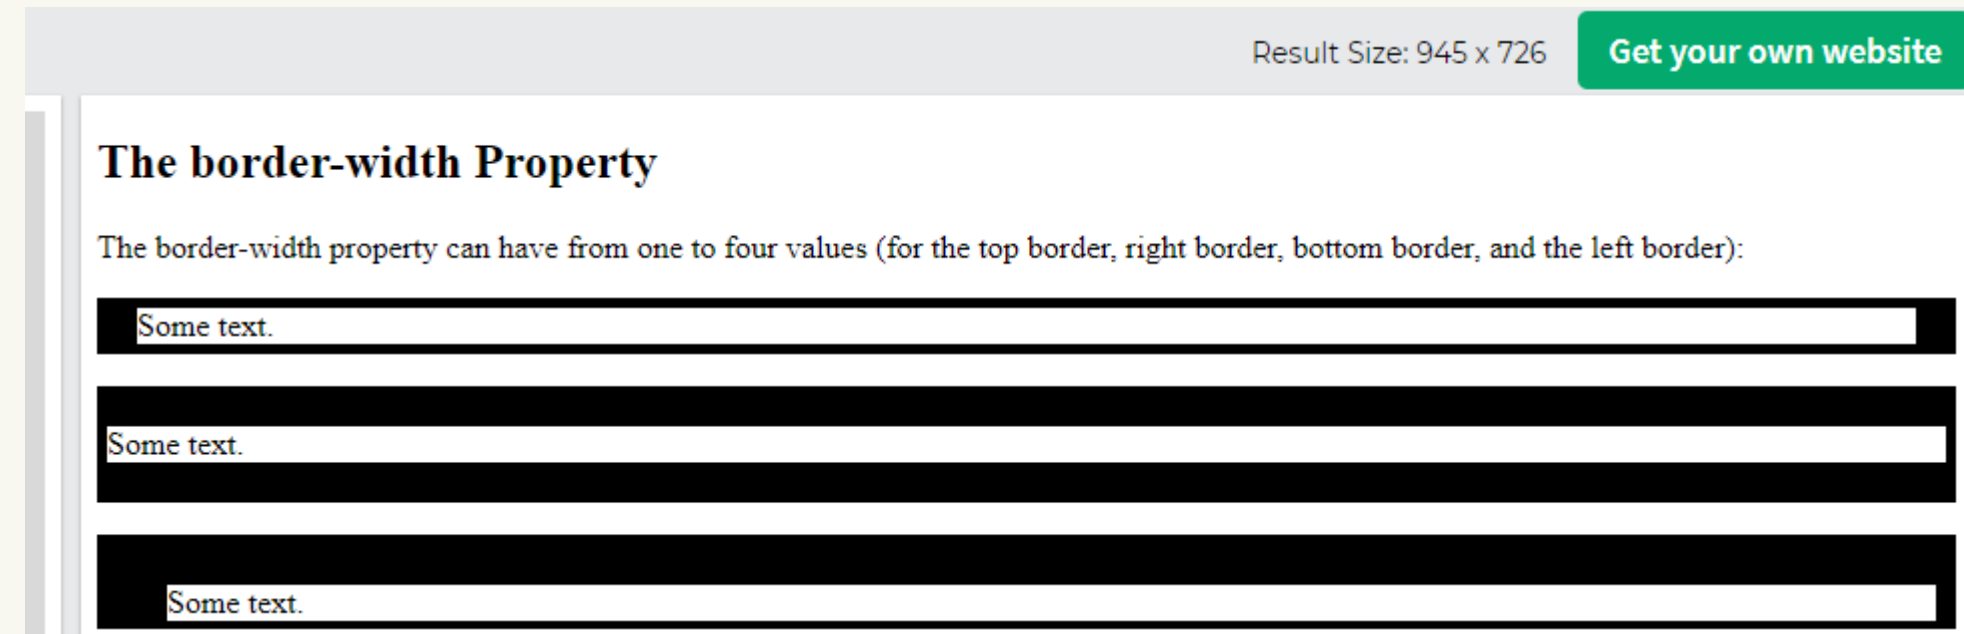 Result Size: 945 x 726
Get your own website
The border-width Property
The border-width property can have from one to four values (for the top border, right border, bottom border, and the left border):
Some text.
Some text.
Some text.